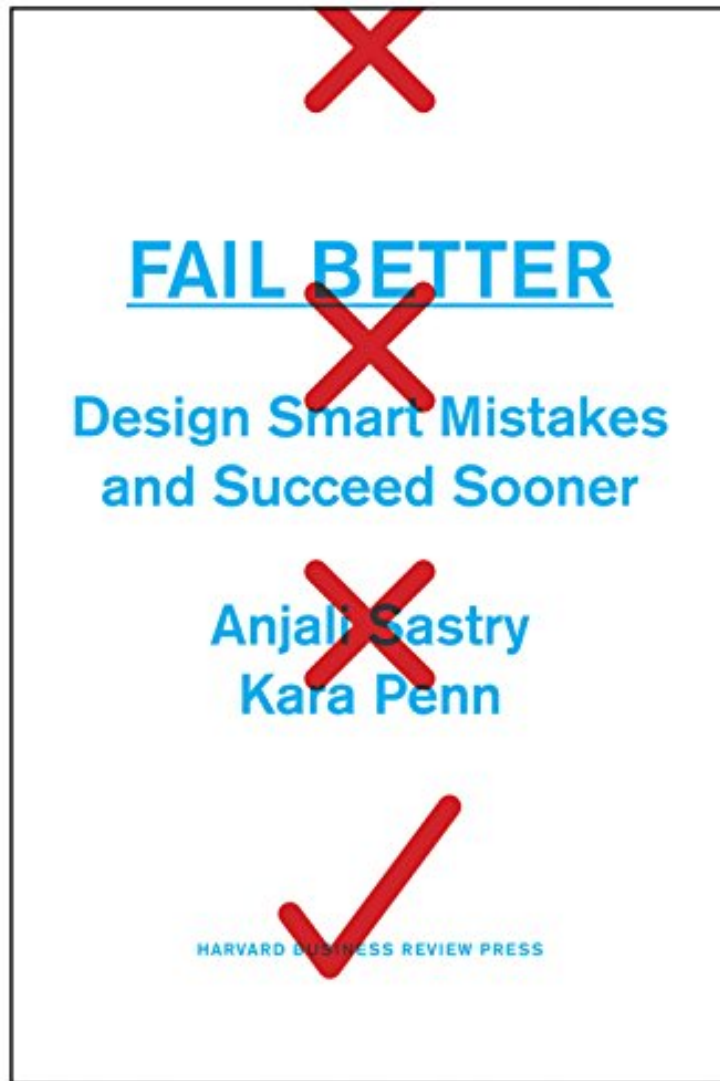 FAIL BETTER
Design Smart Mistakes
and Succeed Sooner
Anjali Sastry
Kara Penn
HARVARD BUSINESS REVIEW PRESS